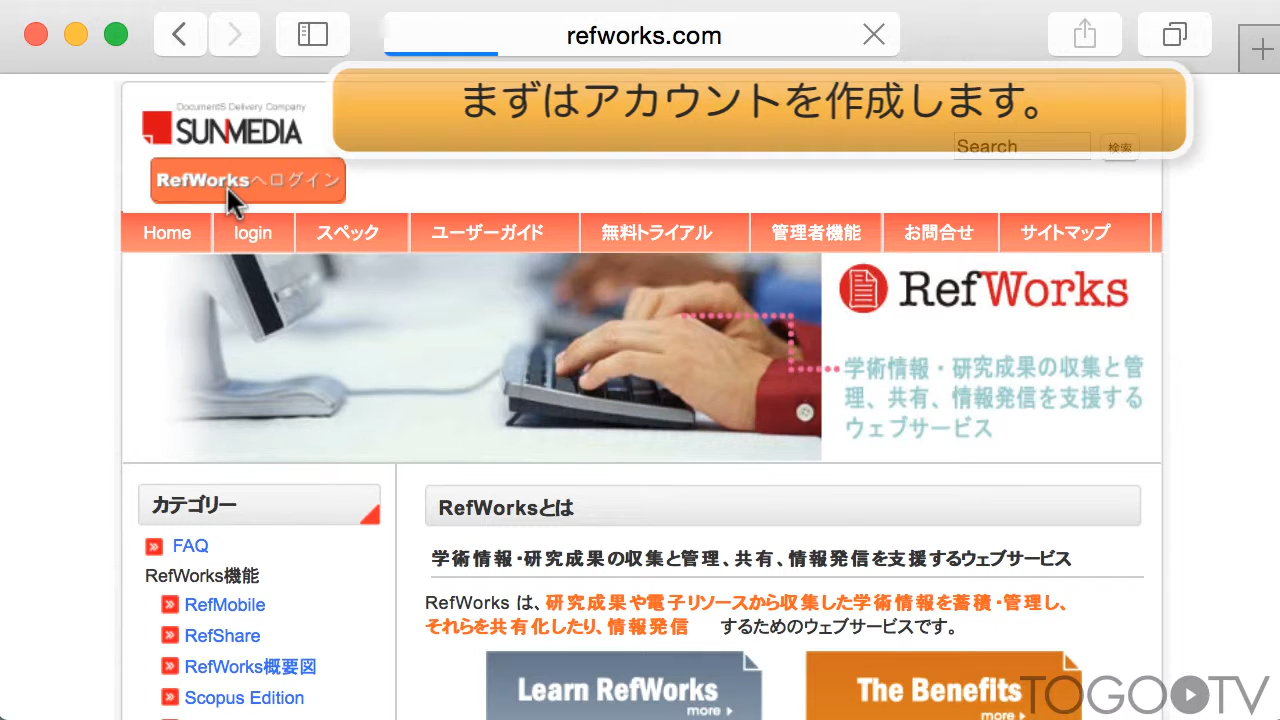 refworks.com
まずはアカウントを作成します。
Documents Delivery Company
SUNMEDIA
Search
検索
RefWorksへログイン
Home
login
スペック
ユーザーガイド
無料トライアル
管理者機能
お問合せ
サイトマップ
RefWorks
学術情報・研究成果の収集と管
理、共有、情報発信を支援する
ウェブサービス
カテゴリー
FAQ
RefWorks機能
RefMobile
RefShare
RefWorks概要図
Scopus Edition
RefWorksとは
学術情報・研究成果の収集と管理、共有、情報発信を支援するウェブサービス
RefWorks は、研究成果や電子リソースから収集した学術情報を蓄積・管理し、
それらを共有化したり、情報発信 するためのウェブサービスです。
Learn RefWorks
more
The Benefits
more
TOGOTV